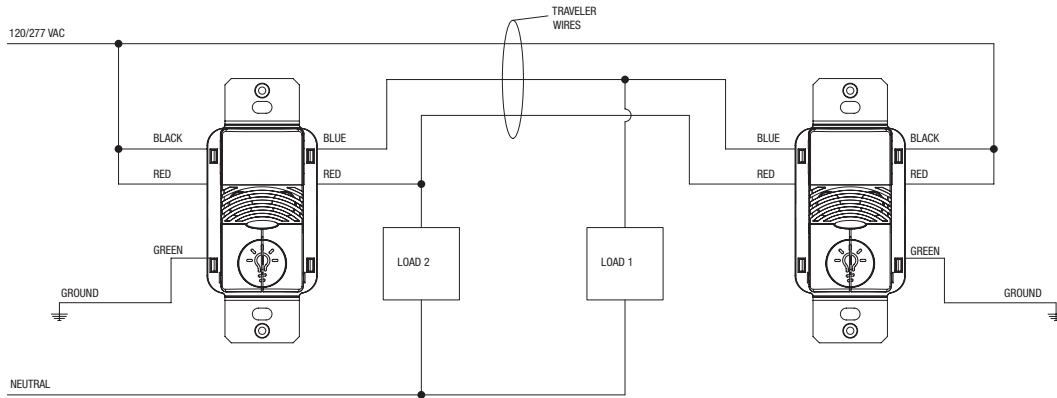 TRAVELER
WIRES
120/277 VAC
BLACK
BLUE
BLUE
BLACK
RED
RED
RED
RED
GREEN
LOAD 2
LOAD 1
GREEN
GROUND
GROUND
NEUTRAL